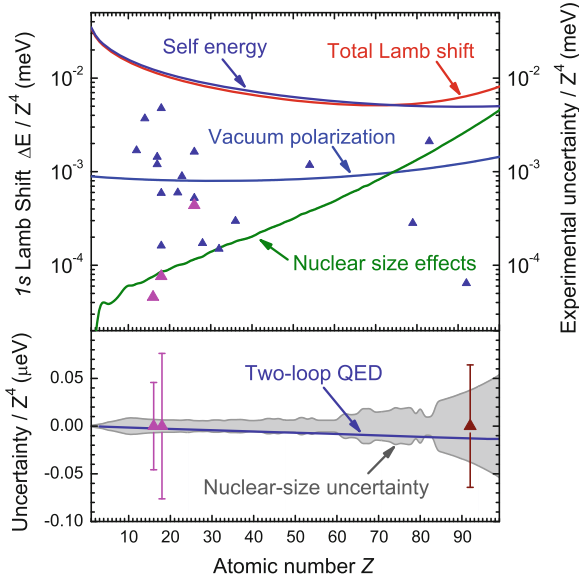 Self energy
Total Lamb shift
Vacuum polarization
Nuclear size effects
1s Lamb Shift ΔE / Z⁴ (meV)
Experimental uncertainty / Z⁴ (meV)
10⁻²
10⁻³
10⁻⁴
10⁻²
10⁻³
10⁻⁴
Two-loop QED
Nuclear-size uncertainty
Uncertainty / Z⁴ (μeV)
0.05
0.00
-0.05
-0.10
10 20 30 40 50 60 70 80 90
Atomic number Z